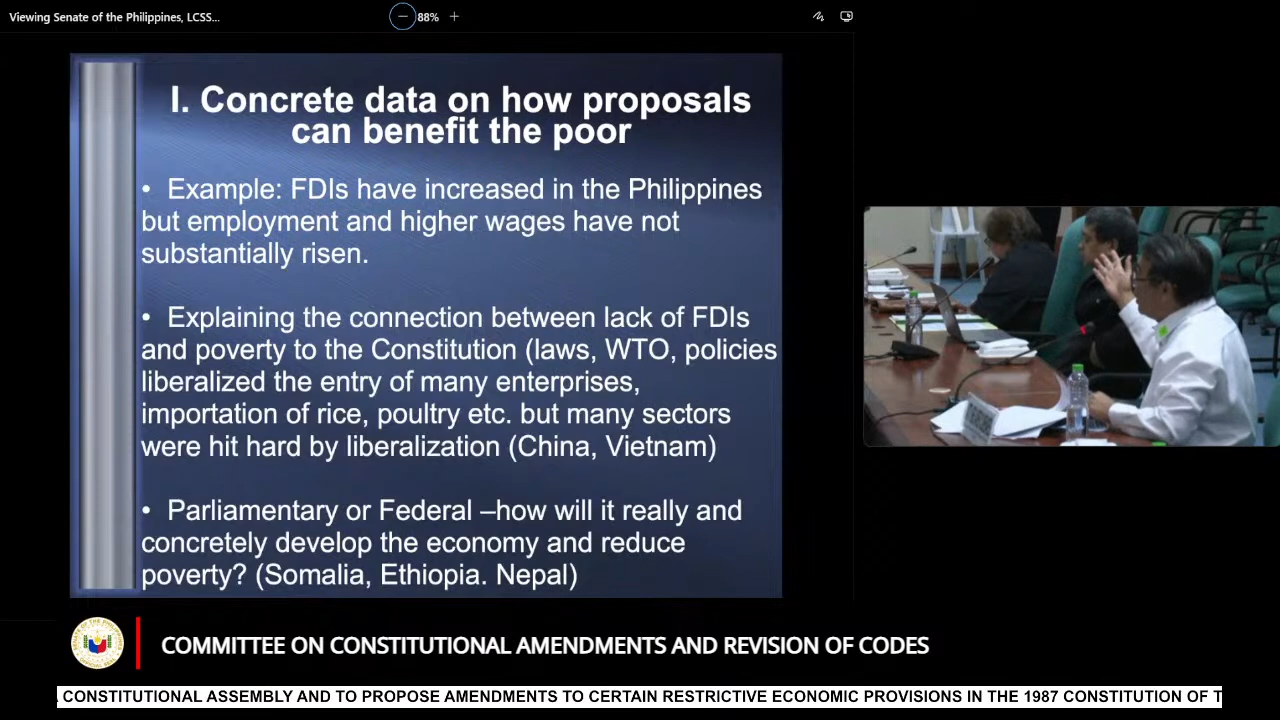 Viewing Senate of the Philippines, LCSS...
88%
I. Concrete data on how proposals
can benefit the poor
• Example: FDIs have increased in the Philippines
but employment and higher wages have not
substantially risen.
• Explaining the connection between lack of FDIs
and poverty to the Constitution (laws, WTO, policies
liberalized the entry of many enterprises,
importation of rice, poultry etc. but many sectors
were hit hard by liberalization (China, Vietnam)
• Parliamentary or Federal –how will it really and
concretely develop the economy and reduce
poverty? (Somalia, Ethiopia. Nepal)
COMMITTEE ON CONSTITUTIONAL AMENDMENTS AND REVISION OF CODES
CONSTITUTIONAL ASSEMBLY AND TO PROPOSE AMENDMENTS TO CERTAIN RESTRICTIVE ECONOMIC PROVISIONS IN THE 1987 CONSTITUTION OF T